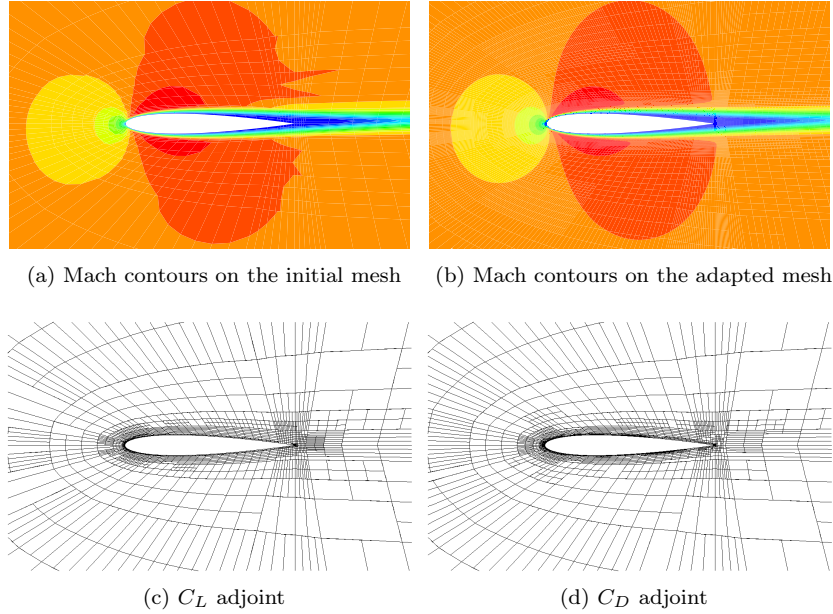 (a) Mach contours on the initial mesh
(b) Mach contours on the adapted mesh
(c) C_L adjoint
(d) C_D adjoint